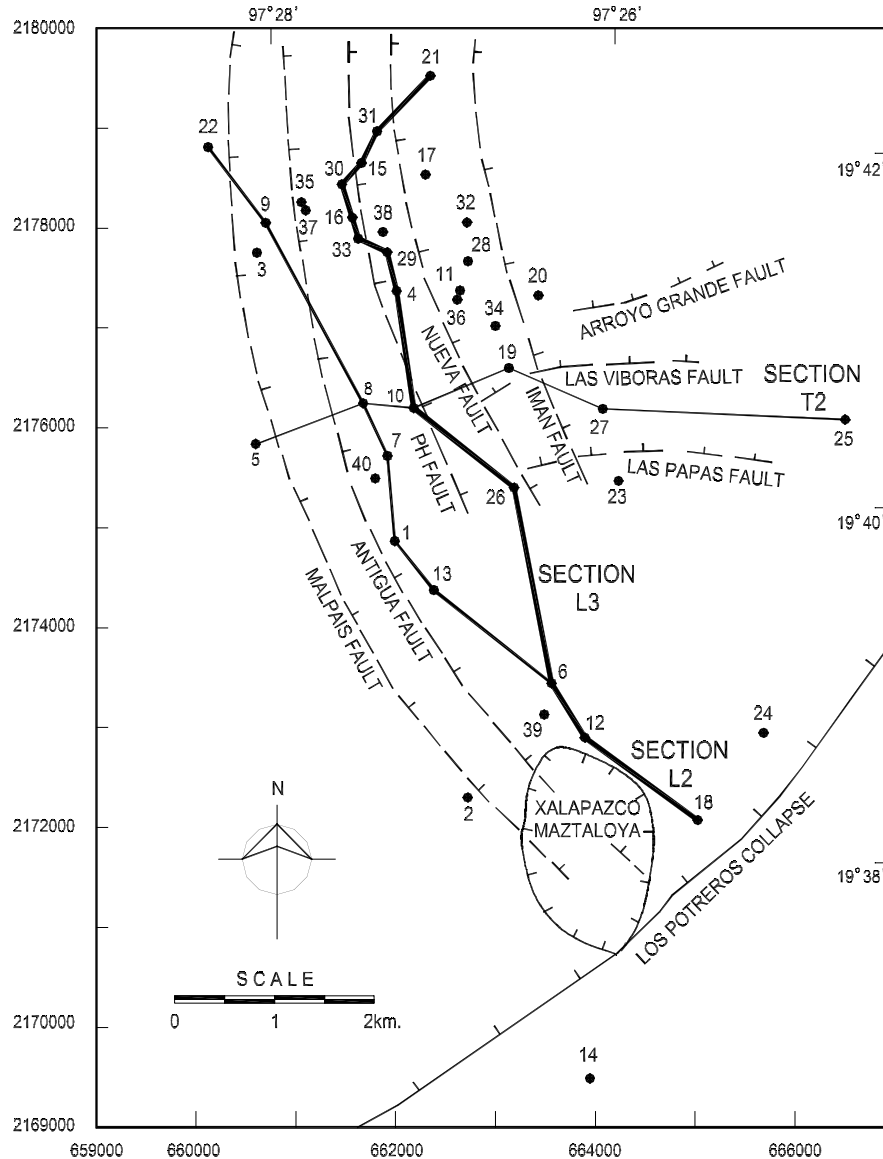 97°28'
97°26'
2180000
21
31
22
17
15
19°42'
30
35
9
16
38
32
2178000
37
33
29
28
3
11
4
20
ARROYO GRANDE FAULT
36
34
NUEVA FAULT
19
LAS VIBORAS FAULT
SECTION
T2
8
10
IMAN FAULT
2176000
27
25
5
7
PH FAULT
LAS PAPAS FAULT
40
26
23
19°40'
1
ANTIGUA FAULT
SECTION
L3
13
MALPAIS FAULT
2174000
6
24
39
12
SECTION
L2
N
18
XALAPAZCO
MAZTALOYA
2
2172000
LOS POTREROS COLLAPSE
19°38'
SCALE
0 1 2km.
2170000
14
2169000
659000 660000 662000 664000 666000